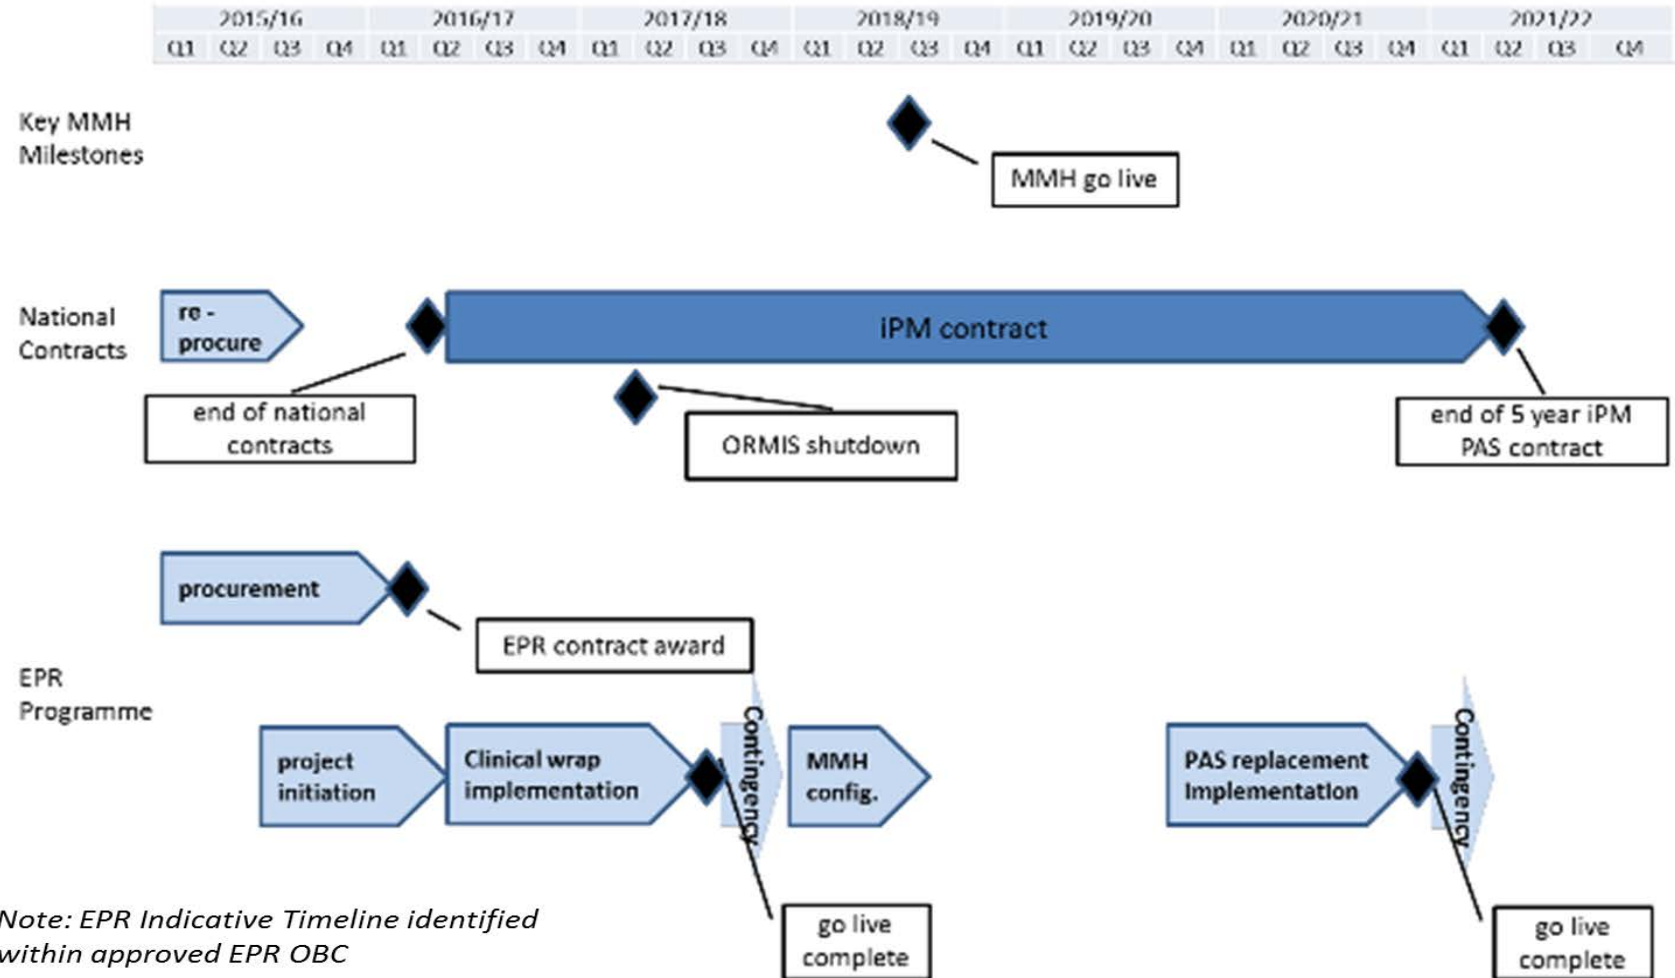 2015/16 2016/17 2017/18 2018/19 2019/20 2020/21 2021/22
Q1 Q2 Q3 Q4 Q1 Q2 Q3 Q4 Q1 Q2 Q3 Q4 Q1 Q2 Q3 Q4 Q1 Q2 Q3 Q4 Q1 Q2 Q3 Q4 Q1 Q2 Q3 Q4
Key MMH
Milestones
MMH go live
National
Contracts
re -
procure
iPM contract
end of national
contracts
ORMIS shutdown
end of 5 year iPM
PAS contract
procurement
EPR contract award
EPR
Programme
project
initiation
Clinical wrap
implementation
Contingency
MMH
config.
PAS replacement
Implementation
Contingency
go live
complete
go live
complete
Note: EPR Indicative Timeline identified
within approved EPR OBC